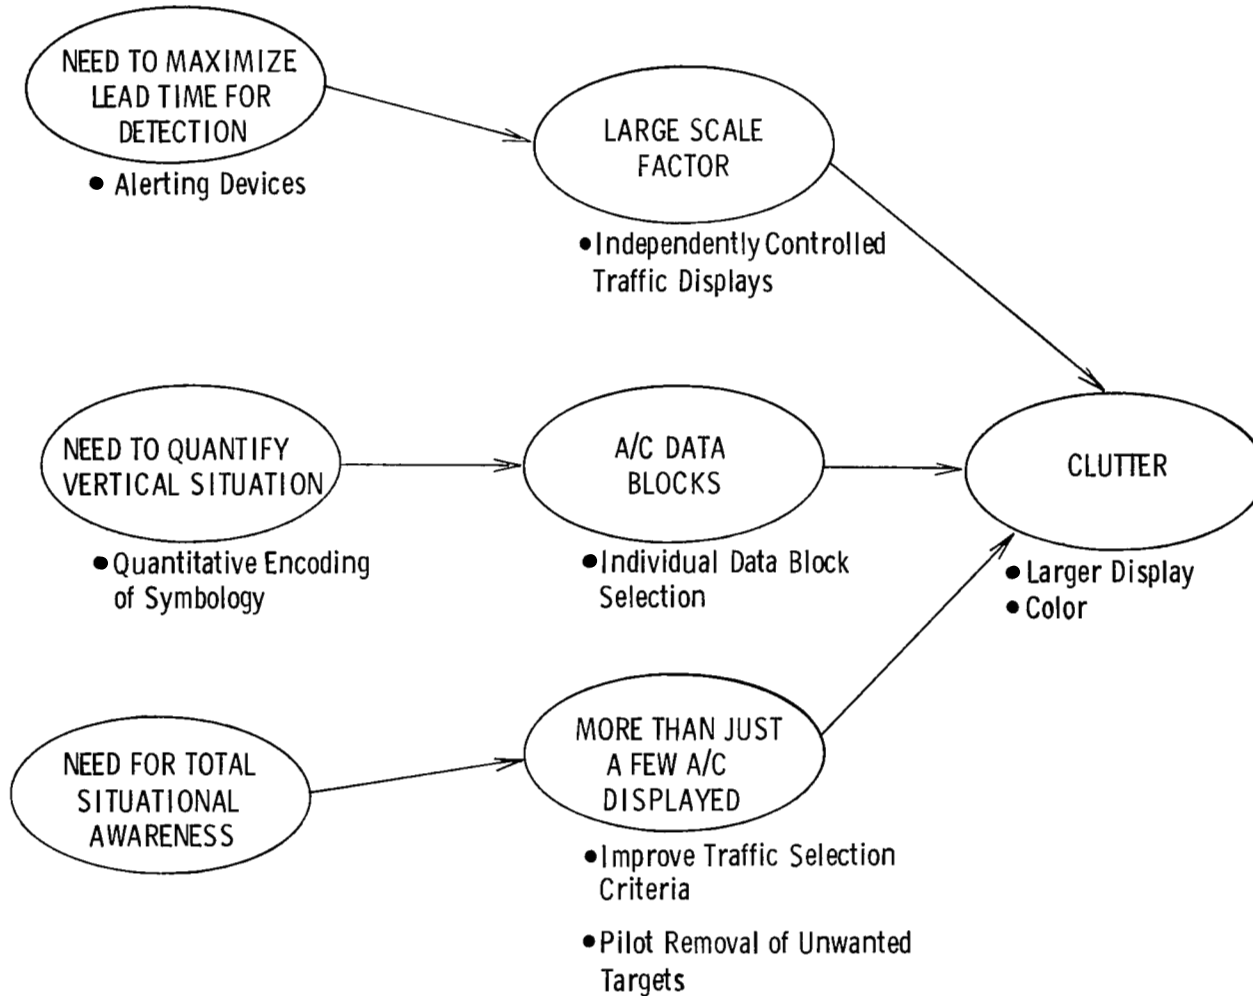 NEED TO MAXIMIZE
LEAD TIME FOR
DETECTION
● Alerting Devices
LARGE SCALE
FACTOR
● Independently Controlled
Traffic Displays
NEED TO QUANTIFY
VERTICAL SITUATION
● Quantitative Encoding
of Symbology
A/C DATA
BLOCKS
● Individual Data Block
Selection
CLUTTER
● Larger Display
● Color
NEED FOR TOTAL
SITUATIONAL
AWARENESS
MORE THAN JUST
A FEW A/C
DISPLAYED
● Improve Traffic Selection
Criteria
● Pilot Removal of Unwanted
Targets